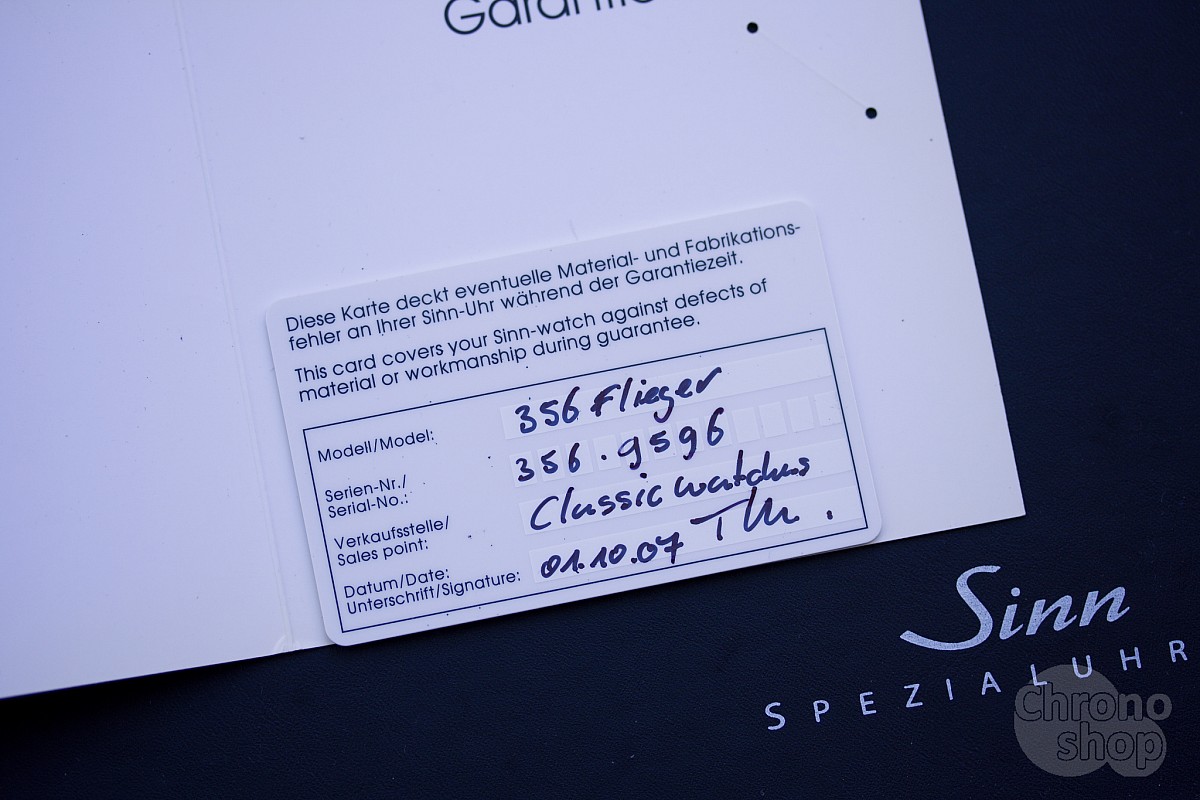 Garantie
Diese Karte deckt eventuelle Material- und Fabrikations-
fehler an Ihrer Sinn-Uhr während der Garantiezeit.
This card covers your Sinn-watch against defects of
material or workmanship during guarantee.
Modell/Model: 356 Flieger
Serien-Nr./
Serial-No.: 356.9596
Verkaufsstelle/
Sales point: Classic watches
Datum/Date: 01.10.07
Unterschrift/Signature:
Sinn
SPEZIALUHR
Chrono
shop